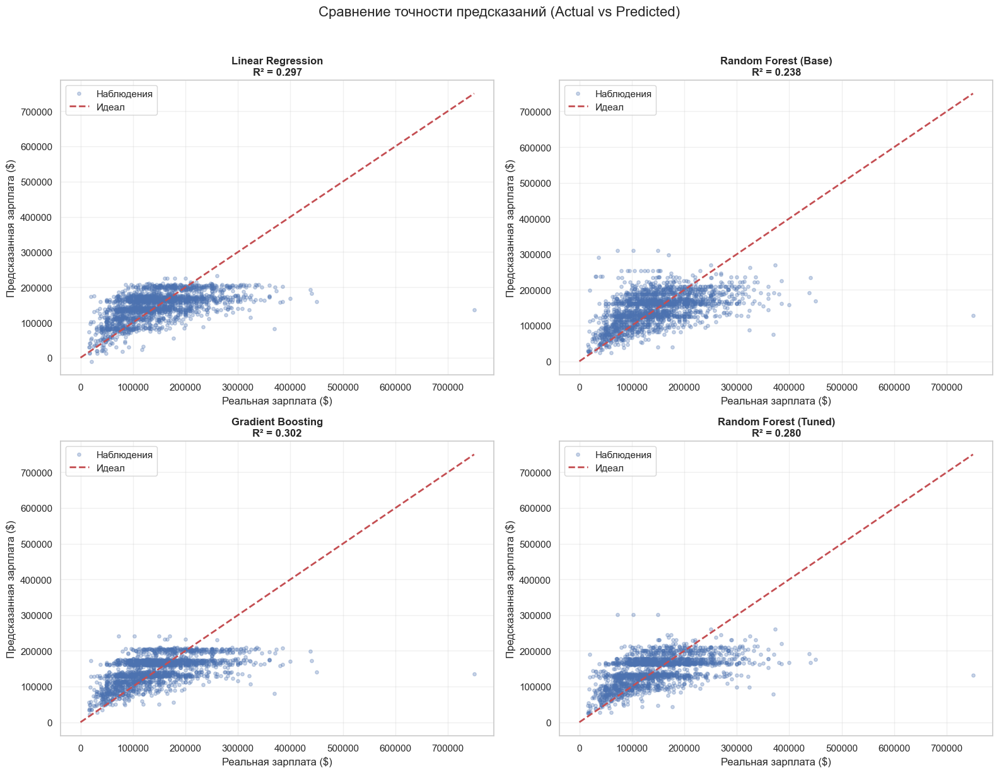 Сравнение точности предсказаний (Actual vs Predicted)
Linear Regression
R² = 0.297
Наблюдения
Идеал
Предсказанная зарплата ($)
700000
600000
500000
400000
300000
200000
100000
0
0 100000 200000 300000 400000 500000 600000 700000
Реальная зарплата ($)
Random Forest (Base)
R² = 0.238
Наблюдения
Идеал
Предсказанная зарплата ($)
700000
600000
500000
400000
300000
200000
100000
0
0 100000 200000 300000 400000 500000 600000 700000
Реальная зарплата ($)
Gradient Boosting
R² = 0.302
Наблюдения
Идеал
Предсказанная зарплата ($)
700000
600000
500000
400000
300000
200000
100000
0
0 100000 200000 300000 400000 500000 600000 700000
Реальная зарплата ($)
Random Forest (Tuned)
R² = 0.280
Наблюдения
Идеал
Предсказанная зарплата ($)
700000
600000
500000
400000
300000
200000
100000
0
0 100000 200000 300000 400000 500000 600000 700000
Реальная зарплата ($)